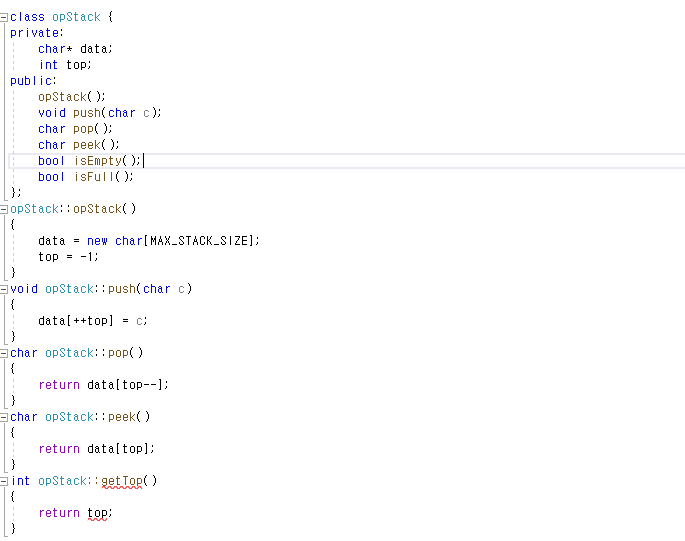 class opStack {
private:
char* data;
int top;
public:
opStack();
void push(char c);
char pop();
char peek();
bool isEmpty();
bool isFull();
};
opStack::opStack()
{
data = new char[MAX_STACK_SIZE];
top = -1;
}
void opStack::push(char c)
{
data[++top] = c;
}
char opStack::pop()
{
return data[top--];
}
char opStack::peek()
{
return data[top];
}
int opStack::getTop()
{
return top;
}